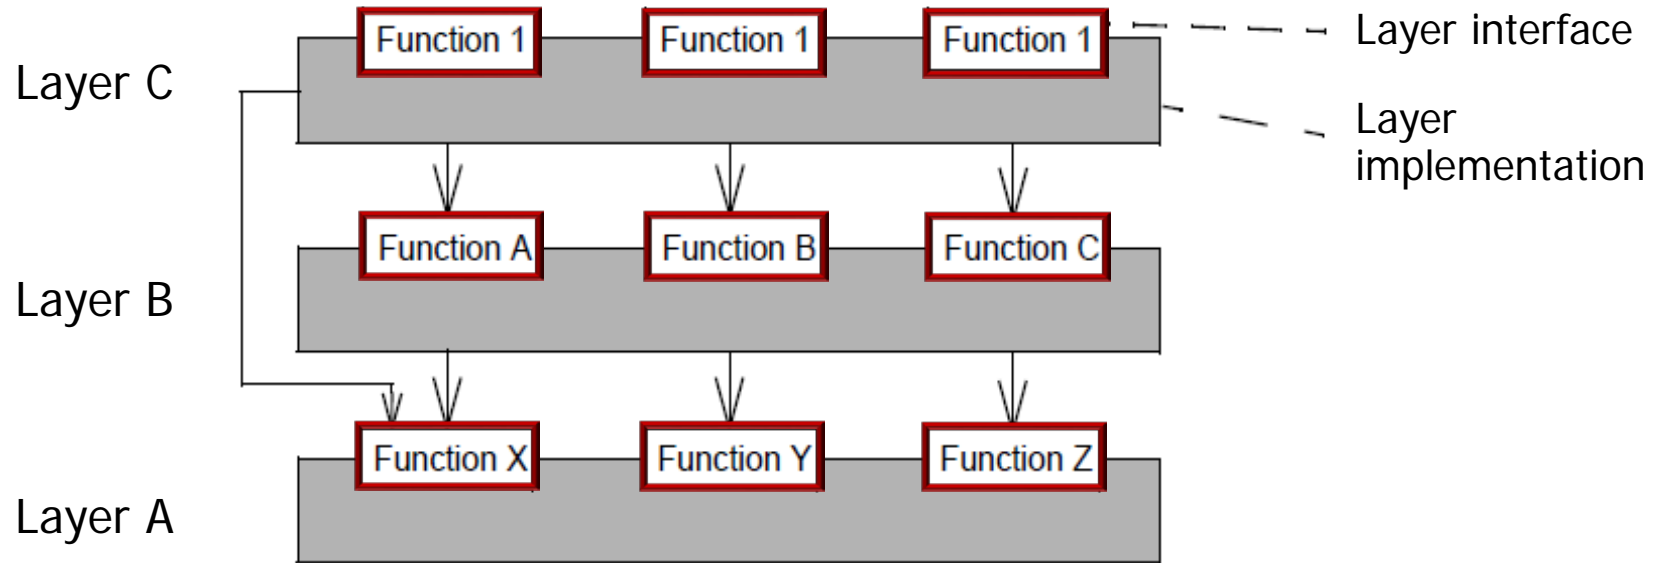 Function 1
Function 1
Function 1
Layer interface
Layer C
Layer
implementation
Function A
Function B
Function C
Layer B
Function X
Function Y
Function Z
Layer A